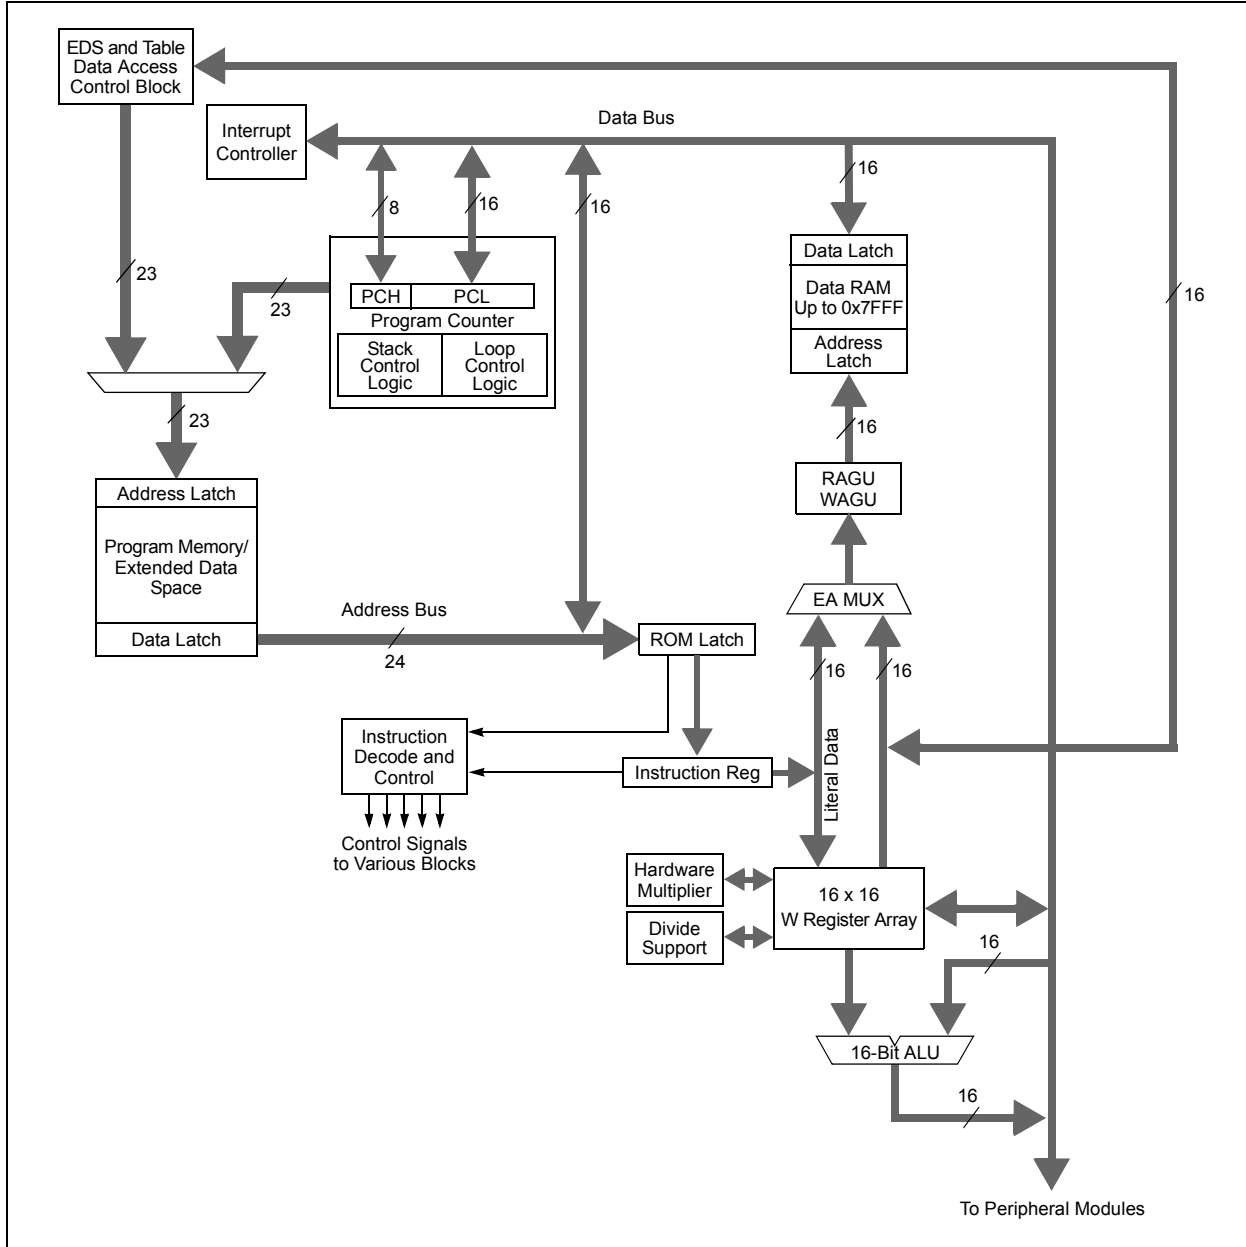 EDS and Table
Data Access
Control Block
Data Bus
Interrupt
Controller
16
8
16
16
Data Latch
23
23
16
PCH
PCL
Data RAM
Up to 0x7FFF
Program Counter
Stack
Control
Logic
Loop
Control
Logic
Address
Latch
23
16
RAGU
WAGU
Address Latch
Program Memory/
Extended Data
Space
EA MUX
Address Bus
Data Latch
ROM Latch
24
16
16
Instruction
Decode and
Control
Literal Data
Instruction Reg
Control Signals
to Various Blocks
Hardware
Multiplier
16 x 16
W Register Array
Divide
Support
16
16-Bit ALU
16
To Peripheral Modules